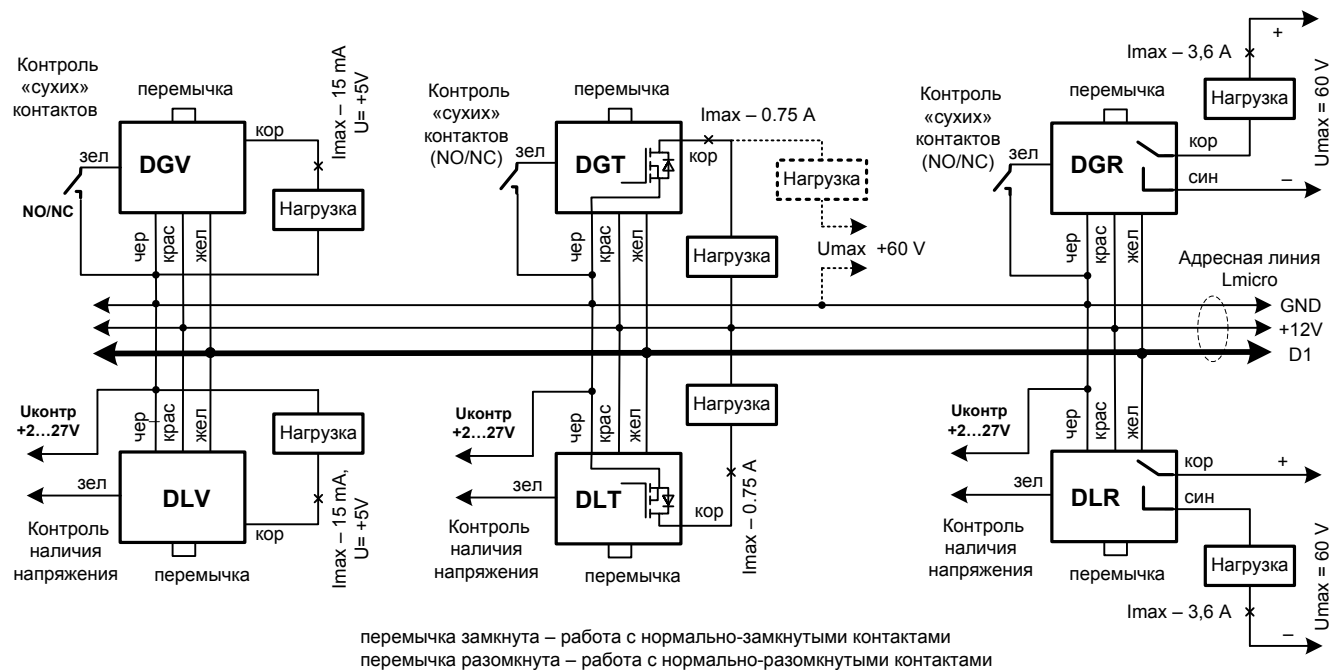 Контроль
«сухих»
контактов
перемычка
DGV
зел
NO/NC
кор
Imax – 15 mA
U= +5V
Нагрузка
чер
крас
жел
Контроль
«сухих»
контактов
(NO/NC)
перемычка
DGT
зел
Imax – 0.75 A
кор
Нагрузка
Нагрузка
Umax +60 V
чер
крас
жел
Контроль
«сухих»
контактов
(NO/NC)
перемычка
DGR
зел
кор
син
Imax – 3,6 A
Нагрузка
+
–
Umax = 60 V
чер
крас
жел
Адресная линия
Lmicro
GND
+12V
D1
Uконтр
+2...27V
чер
крас
жел
DLV
зел
Контроль
наличия
напряжения
перемычка
кор
Нагрузка
Imax – 15 mA,
U= +5V
Uконтр
+2...27V
чер
крас
жел
DLT
зел
Контроль
наличия
напряжения
перемычка
кор
Нагрузка
Imax – 0.75 A
Uконтр
+2...27V
чер
крас
жел
DLR
зел
Контроль
наличия
напряжения
перемычка
кор
син
+
Нагрузка
Imax – 3,6 A
–
Umax = 60 V
перемычка замкнута – работа с нормально-замкнутыми контактами
перемычка разомкнута – работа с нормально-разомкнутыми контактами